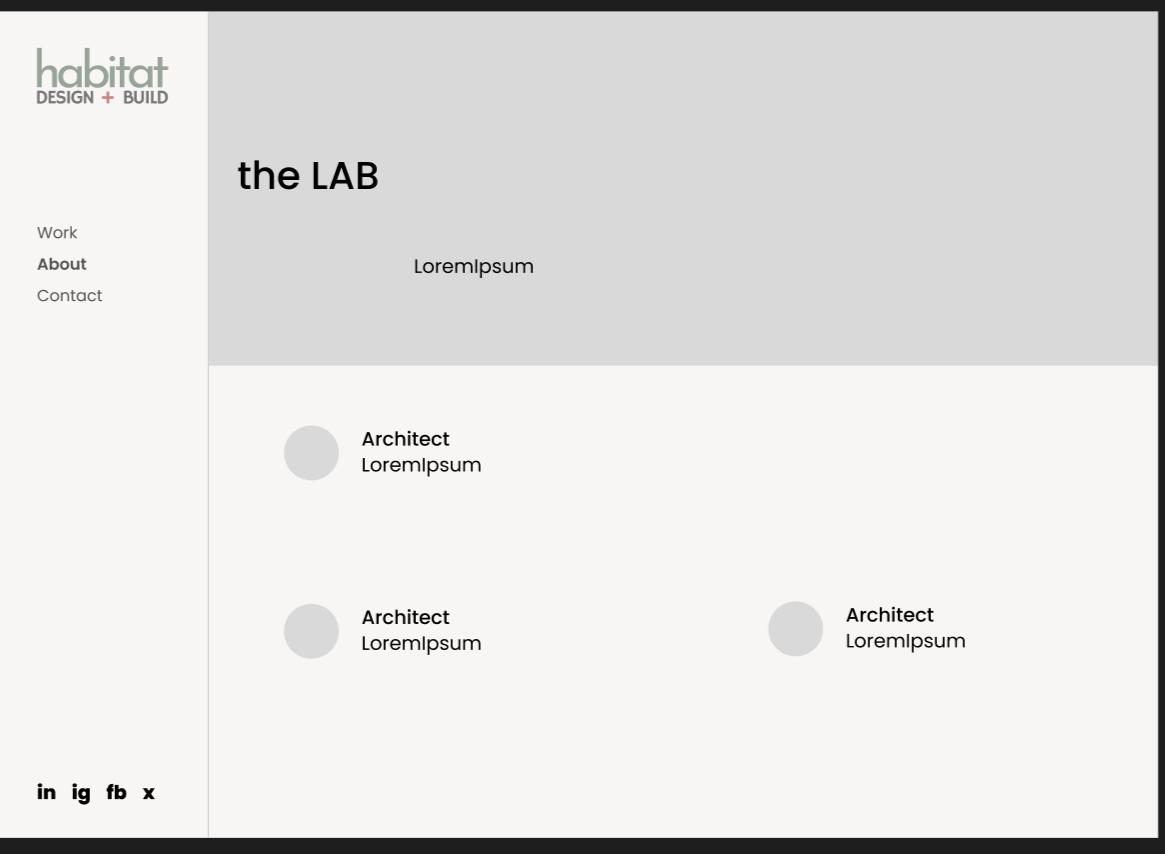 habitat
DESIGN + BUILD
Work
About
Contact
in ig fb x
the LAB
LoremIpsum
Architect
LoremIpsum
Architect
LoremIpsum
Architect
LoremIpsum